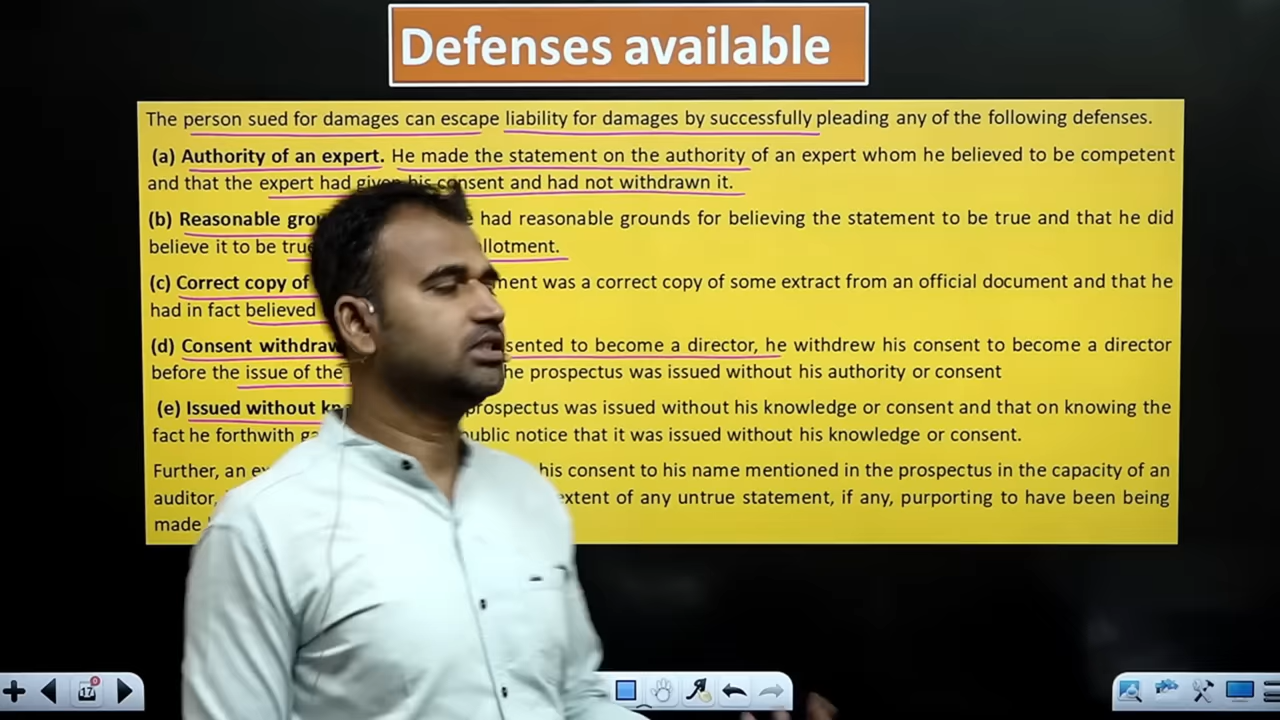 Defenses available
The person sued for damages can escape liability for damages by successfully pleading any of the following defenses.
(a) Authority of an expert. He made the statement on the authority of an expert whom he believed to be competent
and that the expert had given his consent and had not withdrawn it.
(b) Reasonable had reasonable grounds for believing the statement to be true and that he did
believe it to be true allotment.
(c) Correct copy of was a correct copy of some extract from an official document and that he
had in fact believed
(d) Consent to become a director, he withdrew his consent to become a director
before the issue of the prospectus was issued without his authority or consent
(e) Issued without prospectus was issued without his knowledge or consent and that on knowing the
fact he forthwith public notice that it was issued without his knowledge or consent.
Further, an his consent to his name mentioned in the prospectus in the capacity of an
auditor, extent of any untrue statement, if any, purporting to have been being
made
17